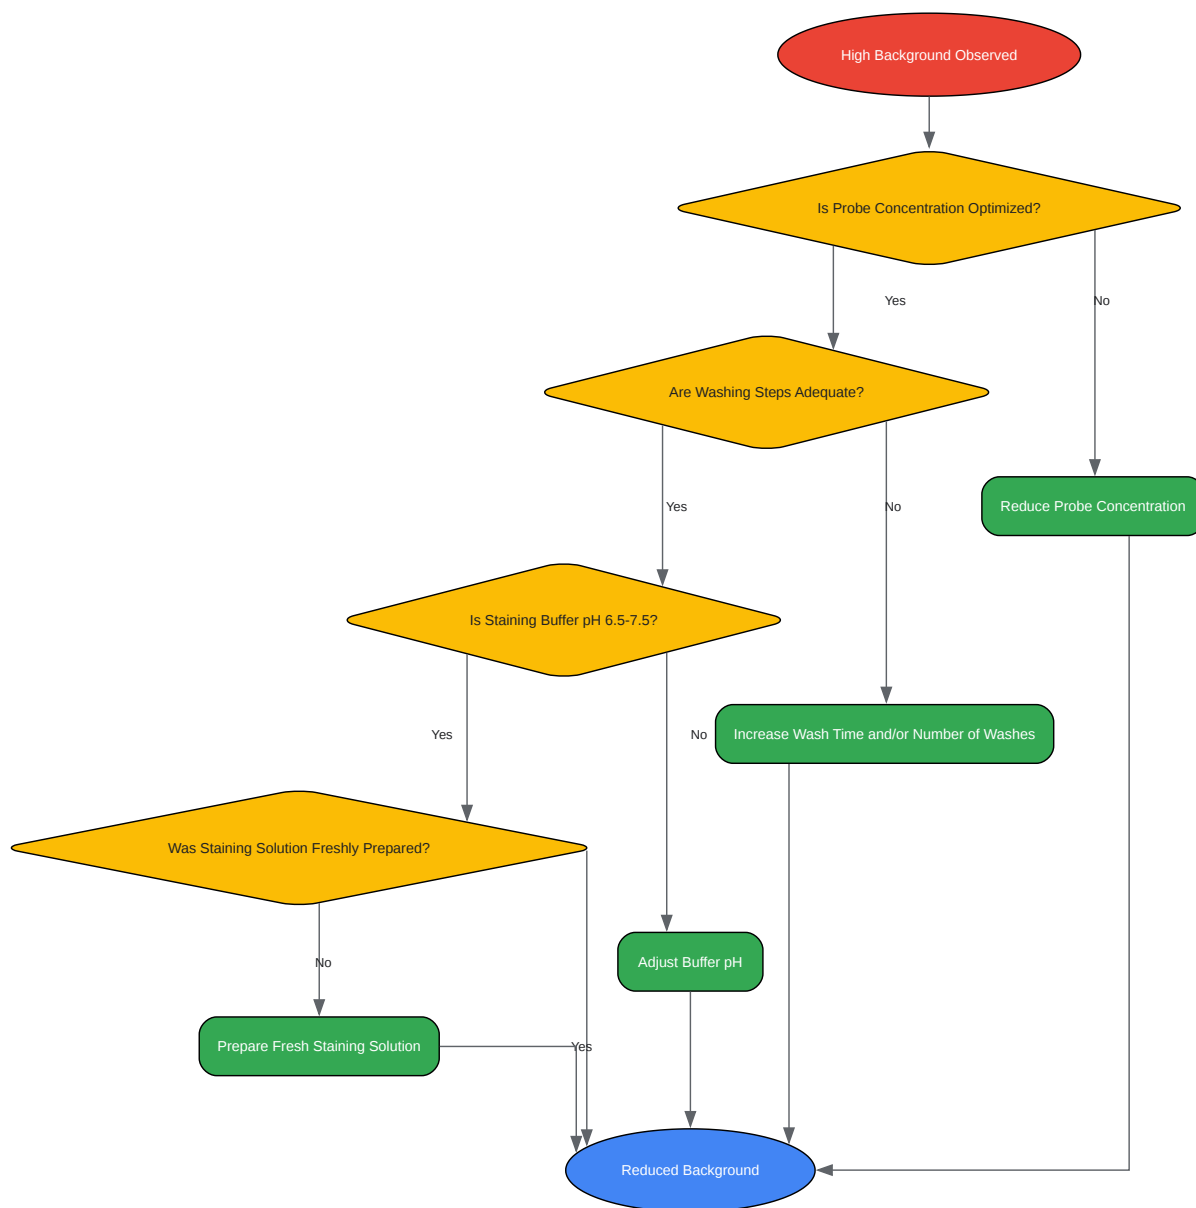 High Background Observed
Is Probe Concentration Optimized?
Yes
No
Are Washing Steps Adequate?
Yes
No
Reduce Probe Concentration
Is Staining Buffer pH 6.5-7.5?
Yes
No
Increase Wash Time and/or Number of Washes
Was Staining Solution Freshly Prepared?
No
Adjust Buffer pH
Prepare Fresh Staining Solution
Yes
Reduced Background